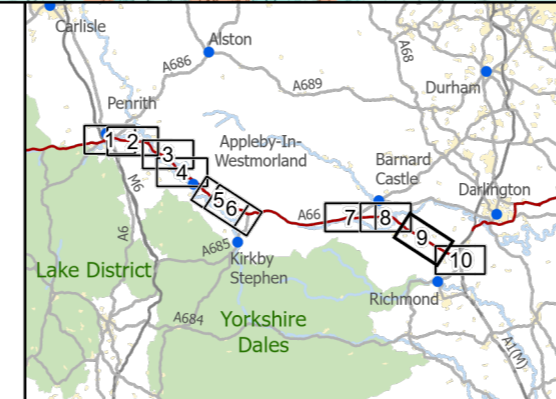 Carlisle
Alston
A68
A686
A689
Durham
Penrith
1
2
3
4
Appleby-In-
Westmorland
Barnard
Castle
Darlington
M6
5
6
A66
7
8
9
10
A6
A685
Kirkby
Stephen
Lake District
Richmond
A684
Yorkshire
Dales
A1(M)